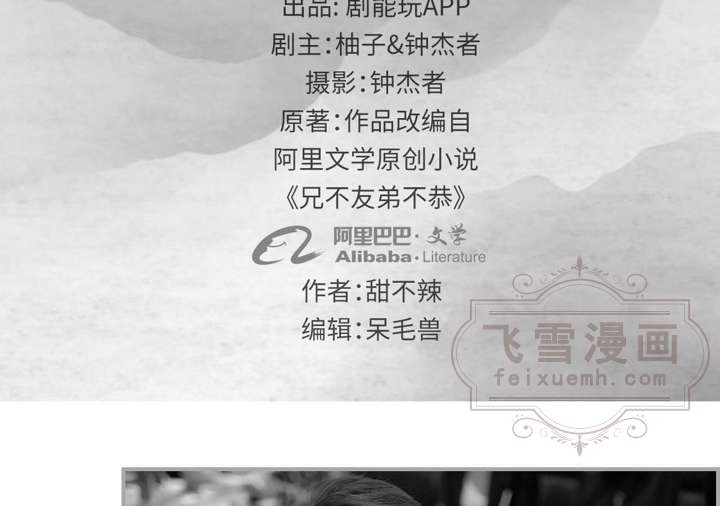 出品: 剧能玩APP
剧主:柚子&钟杰者
摄影:钟杰者
原著:作品改编自
阿里文学原创小说
《兄不友弟不恭》
阿里巴巴·文学
Alibaba·Literature
作者:甜不辣
编辑:呆毛兽
飞雪漫画
feixuemh.com